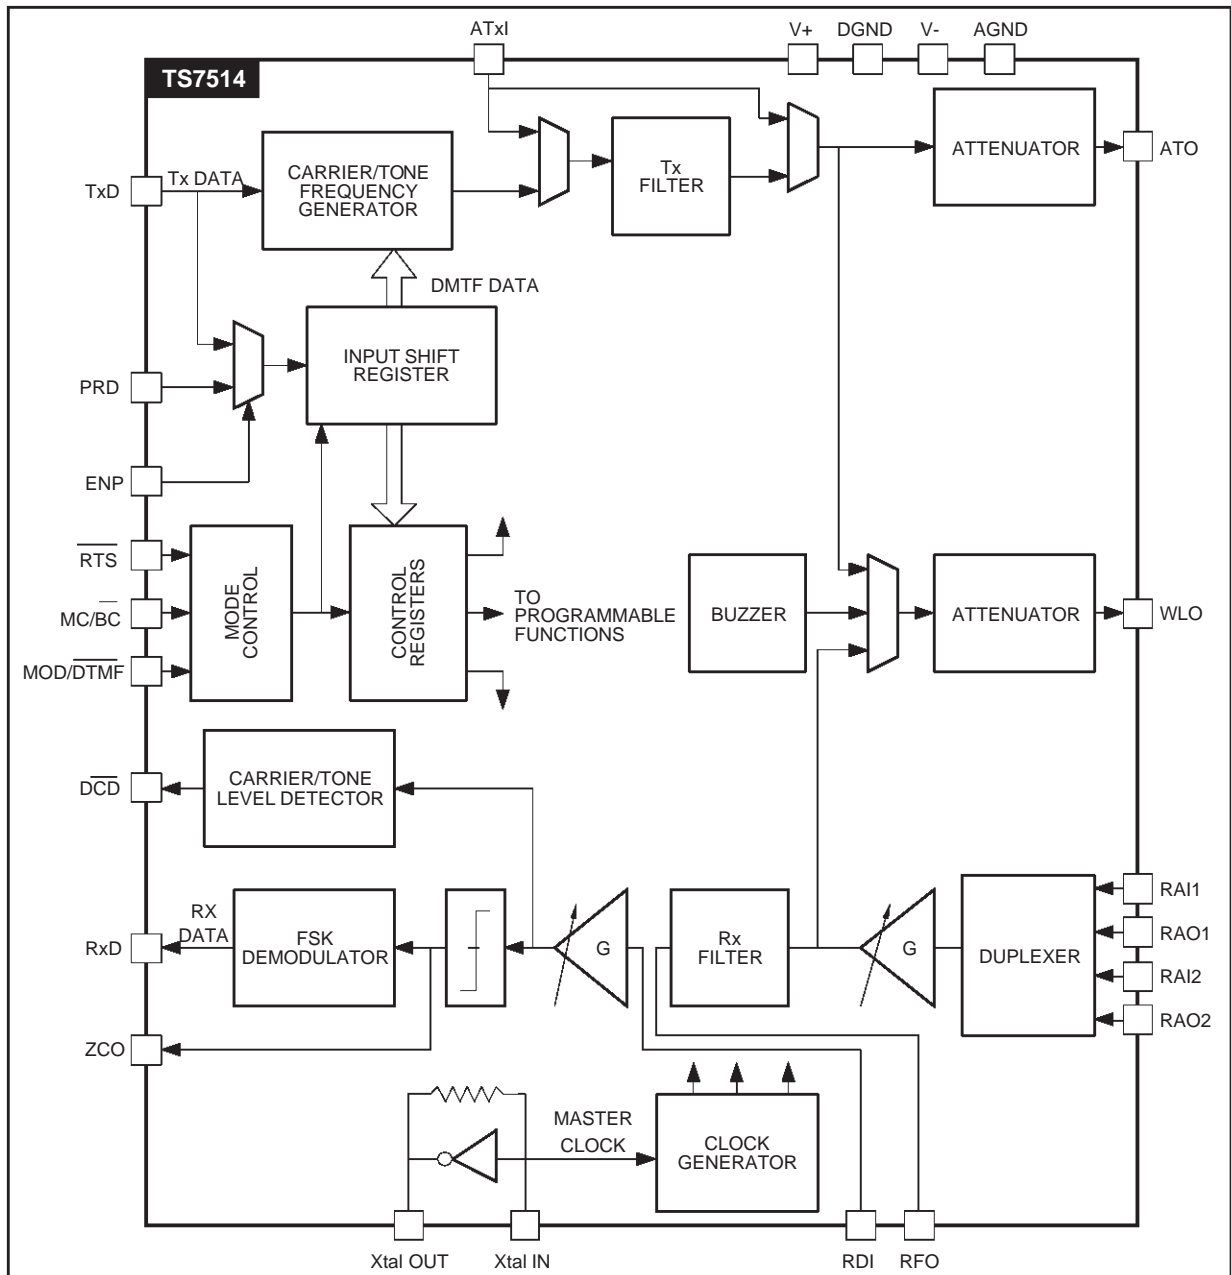 ATxI
V+
DGND
V-
AGND
TS7514
TxD
Tx DATA
CARRIER/TONE
FREQUENCY
GENERATOR
Tx
FILTER
ATTENUATOR
ATO
DMTF DATA
PRD
INPUT SHIFT
REGISTER
ENP
RTS
MC/BC
MOD/DTMF
MODE
CONTROL
CONTROL
REGISTERS
TO
PROGRAMMABLE
FUNCTIONS
BUZZER
ATTENUATOR
WLO
DCD
CARRIER/TONE
LEVEL DETECTOR
RxD
RX
DATA
FSK
DEMODULATOR
G
Rx
FILTER
G
DUPLEXER
RAI1
RAO1
RAI2
RAO2
ZCO
MASTER
CLOCK
CLOCK
GENERATOR
Xtal OUT
Xtal IN
RDI
RFO